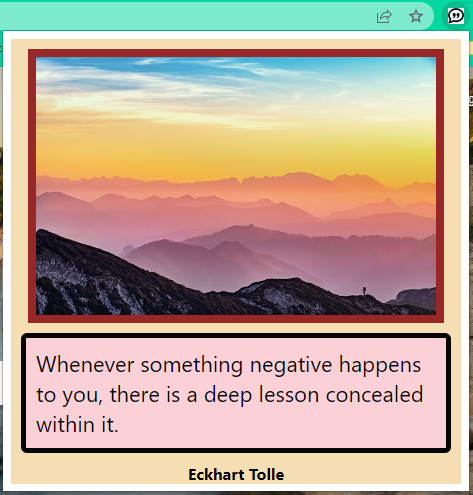 Whenever something negative happens
to you, there is a deep lesson concealed
within it.
Eckhart Tolle